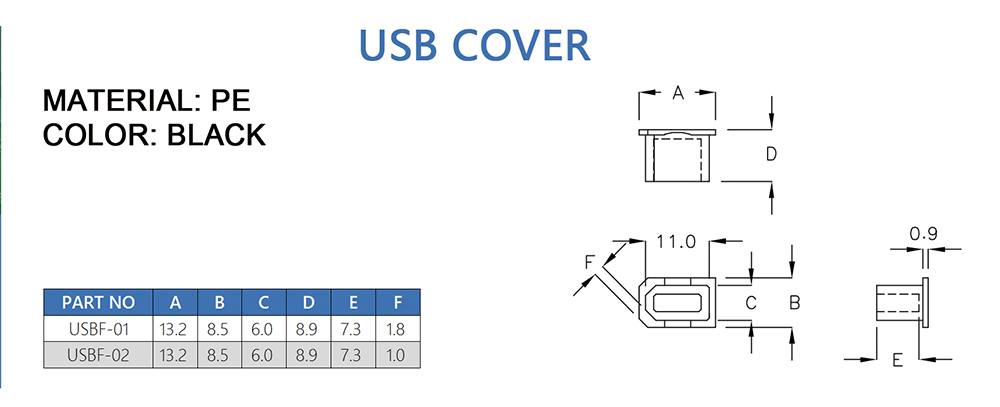 USB COVER
MATERIAL: PE
COLOR: BLACK
A
D
11.0
F
C
B
0.9
E
PART NO A B C D E F
USBF-01 13.2 8.5 6.0 8.9 7.3 1.8
USBF-02 13.2 8.5 6.0 8.9 7.3 1.0